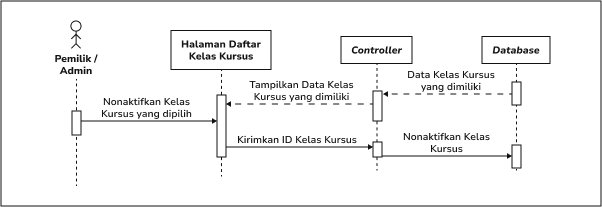 Pemilik /
Admin
Halaman Daftar
Kelas Kursus
Controller
Database
Data Kelas Kursus
yang dimiliki
Tampilkan Data Kelas
Kursus yang dimiliki
Nonaktifkan Kelas
Kursus yang dipilih
Kirimkan ID Kelas Kursus
Nonaktifkan Kelas
Kursus